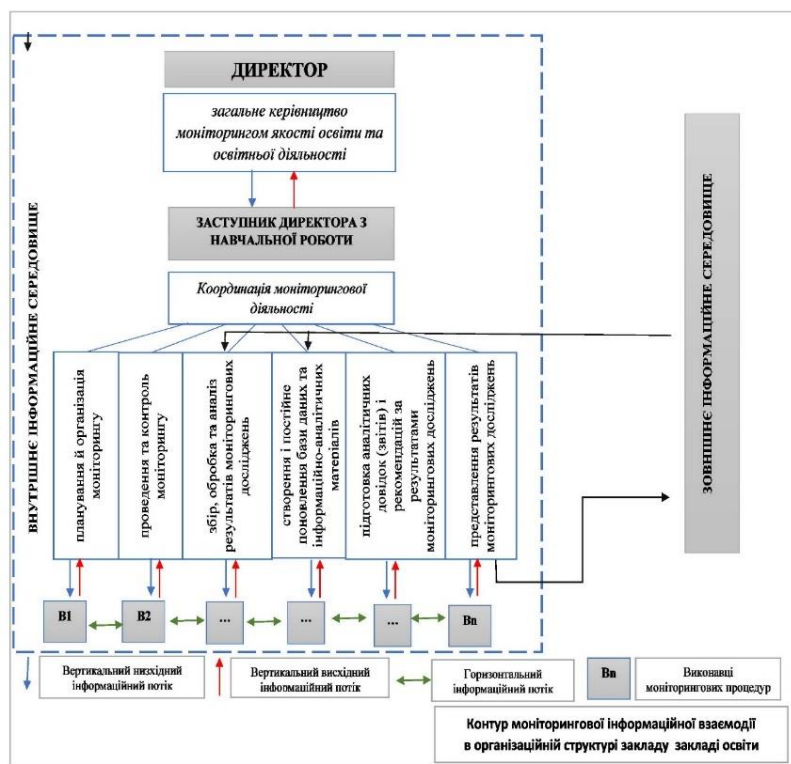 ДИРЕКТОР
загальне керівництво
моніторингом якості освіти та
освітньої діяльності
ЗАСТУПНИК ДИРЕКТОРА З
НАВЧАЛЬНОЇ РОБОТИ
Координація моніторингової
діяльності
ВНУТРІШНЄ ІНФОРМАЦІЙНЕ СЕРЕДОВИЩЕ
планування й організація
моніторингу
проведення та контроль
моніторингу
збір, обробка та аналіз
результатів моніторингових
досліджень
створення і постійне
поновлення бази даних та
інформаційно-аналітичних
матеріалів
підготовка аналітичних
довідок (звітів) і
рекомендацій за
результатами
моніторингових досліджень
представлення результатів
моніторингових досліджень
ЗОВНІШНЄ ІНФОРМАЦІЙНЕ СЕРЕДОВИЩЕ
В1
В2
...
...
...
Вn
Вертикальний низхідний
інформаційний потік
Вертикальний висхідний
інформаційний потік
Горизонтальний
інформаційний потік
Вn
Виконавці
моніторингових процедур
Контур моніторингової інформаційної взаємодії
в організаційній структурі закладу закладі освіти